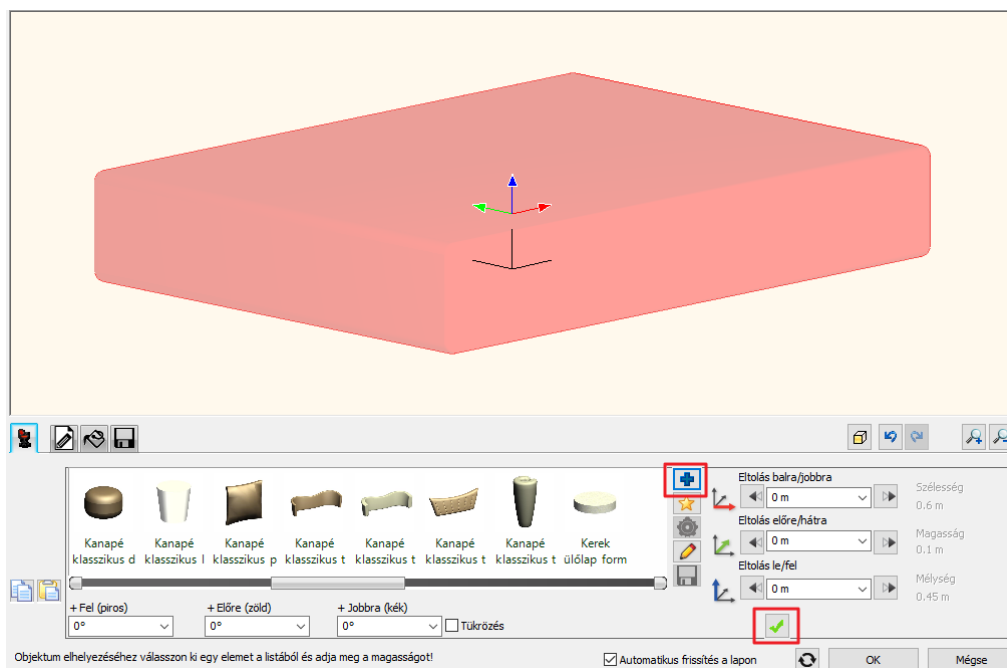 Kanapé klasszikus d
Kanapé klasszikus l
Kanapé klasszikus p
Kanapé klasszikus t
Kanapé klasszikus t
Kanapé klasszikus t
Kanapé klasszikus t
Kerek ülőlap form
Eltolás balra/jobbra
0 m
Szélesség
0.6 m
Eltolás előre/hátra
0 m
Magasság
0.1 m
Eltolás le/fel
0 m
Mélység
0.45 m
+ Fel (piros)
+ Előre (zöld)
+ Jobbra (kék)
0°
0°
0°
Tükrözés
Objektum elhelyezéséhez válasszon ki egy elemet a listából és adja meg a magasságot!
Automatikus frissítés a lapon
OK
Mégse